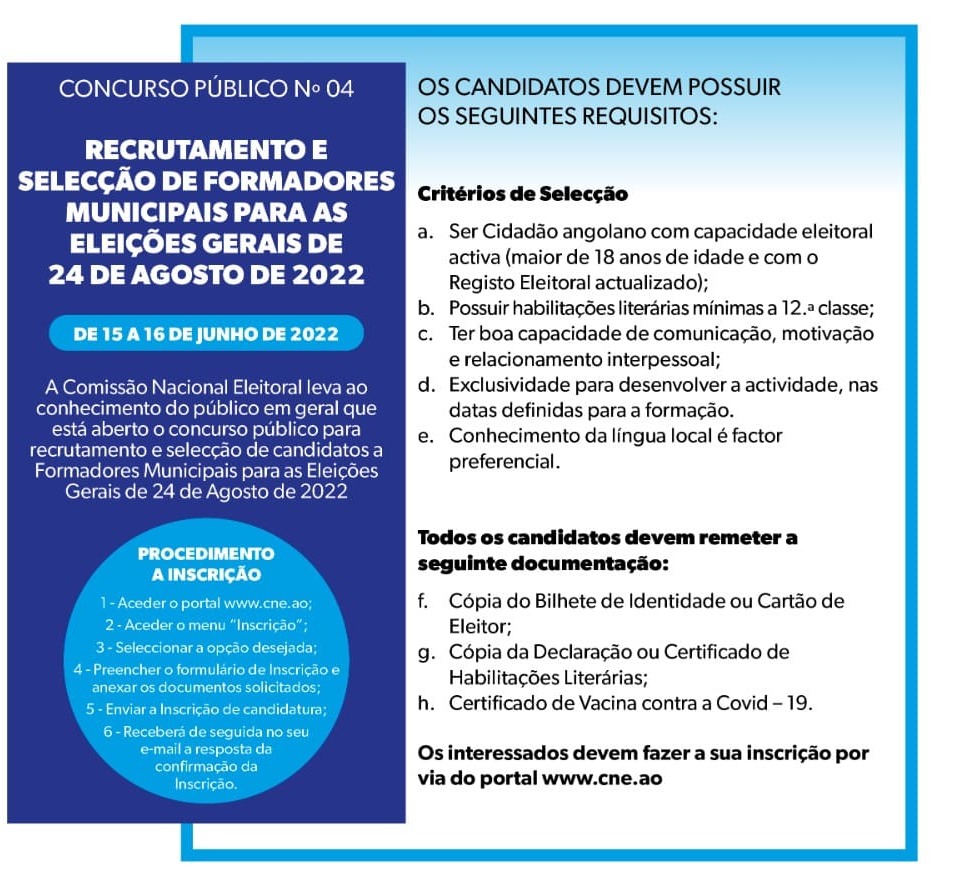 CONCURSO PÚBLICO Nº 04
RECRUTAMENTO E
SELECÇÃO DE FORMADORES
MUNICIPAIS PARA AS
ELEIÇÕES GERAIS DE
24 DE AGOSTO DE 2022
DE 15 A 16 DE JUNHO DE 2022
A Comissão Nacional Eleitoral leva ao
conhecimento do público em geral que
está aberto o concurso público para
recrutamento e selecção de candidatos a
Formadores Municipais para as Eleições
Gerais de 24 de Agosto de 2022
PROCEDIMENTO
A INSCRIÇÃO
1 - Aceder o portal www.cne.ao;
2 - Aceder o menu "Inscrição";
3 - Seleccionar a opção desejada;
4 - Preencher o formulário de Inscrição e
anexar os documentos solicitados;
5 - Enviar a Inscrição de candidatura;
6 - Receberá de seguida no seu
e-mail a resposta da
confirmação da
Inscrição.
OS CANDIDATOS DEVEM POSSUIR
OS SEGUINTES REQUISITOS:
Critérios de Selecção
a. Ser Cidadão angolano com capacidade eleitoral
activa (maior de 18 anos de idade e com o
Registo Eleitoral actualizado);
b. Possuir habilitações literárias mínimas a 12.ª classe;
c. Ter boa capacidade de comunicação, motivação
e relacionamento interpessoal;
d. Exclusividade para desenvolver a actividade, nas
datas definidas para a formação.
e. Conhecimento da língua local é factor
preferencial.
Todos os candidatos devem remeter a
seguinte documentação:
f. Cópia do Bilhete de Identidade ou Cartão de
Eleitor;
g. Cópia da Declaração ou Certificado de
Habilitações Literárias;
h. Certificado de Vacina contra a Covid – 19.
Os interessados devem fazer a sua inscrição por
via do portal www.cne.ao